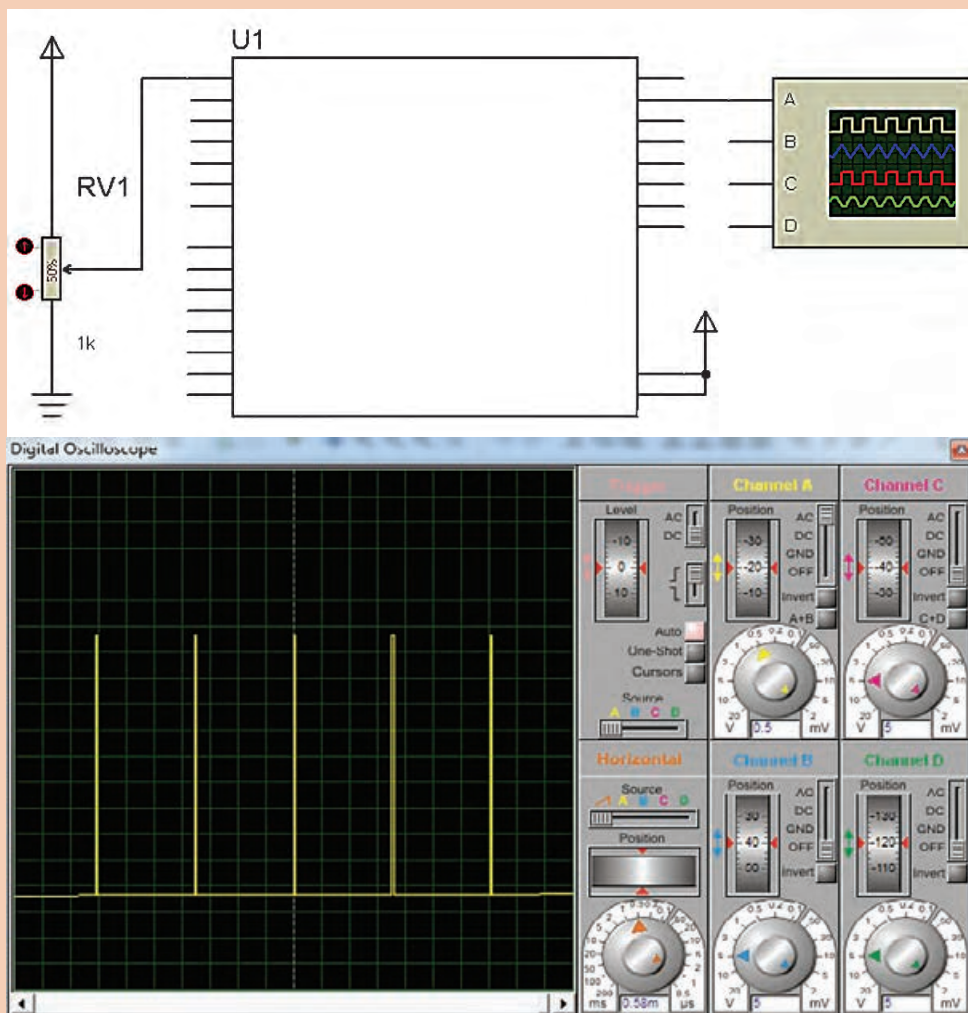 U1
A
B
RV1
C
D
50%
1k
Digital Oscilloscope
Trigger
Channel A
Channel C
Level
Position
Position
AC
DC
AC
DC
GND
OFF
AC
DC
GND
OFF
-10
0
10
-30
-20
-10
-50
-40
-30
Invert
Invert
A+B
C+D
Auto
One-Shot
Cursors
Source
A B C D
V 0.5 mV
V 5 mV
Horizontal
Channel B
Channel D
Source
A B C D
Position
Position
Position
AC
DC
GND
OFF
AC
DC
GND
OFF
30
40
50
-130
-120
-110
Invert
Invert
ms 0.58m µs
V 5 mV
V 5 mV